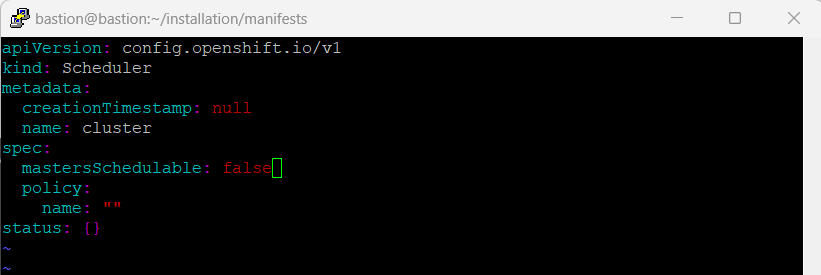 bastion@bastion:~/installation/manifests
apiVersion: config.openshift.io/v1
kind: Scheduler
metadata:
  creationTimestamp: null
  name: cluster
spec:
  mastersSchedulable: false
  policy:
    name: ""
status: {}
~
~